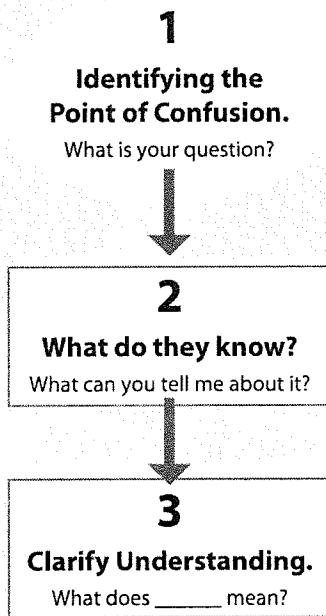 1
Identifying the
Point of Confusion.
What is your question?
2
What do they know?
What can you tell me about it?
3
Clarify Understanding.
What does ______ mean?